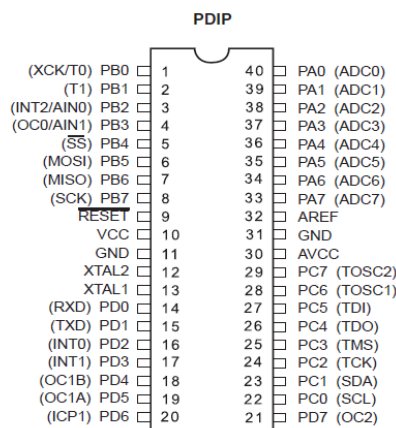 PDIP
(XCK/T0) PB0 1 40 PA0 (ADC0)
(T1) PB1 2 39 PA1 (ADC1)
(INT2/AIN0) PB2 3 38 PA2 (ADC2)
(OC0/AIN1) PB3 4 37 PA3 (ADC3)
(SS) PB4 5 36 PA4 (ADC4)
(MOSI) PB5 6 35 PA5 (ADC5)
(MISO) PB6 7 34 PA6 (ADC6)
(SCK) PB7 8 33 PA7 (ADC7)
RESET 9 32 AREF
VCC 10 31 GND
GND 11 30 AVCC
XTAL2 12 29 PC7 (TOSC2)
XTAL1 13 28 PC6 (TOSC1)
(RXD) PD0 14 27 PC5 (TDI)
(TXD) PD1 15 26 PC4 (TDO)
(INT0) PD2 16 25 PC3 (TMS)
(INT1) PD3 17 24 PC2 (TCK)
(OC1B) PD4 18 23 PC1 (SDA)
(OC1A) PD5 19 22 PC0 (SCL)
(ICP1) PD6 20 21 PD7 (OC2)